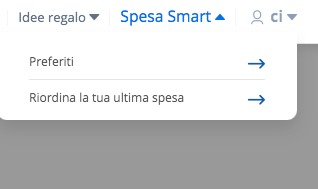 Idee regalo Spesa Smart ci
Preferiti
Riordina la tua ultima spesa